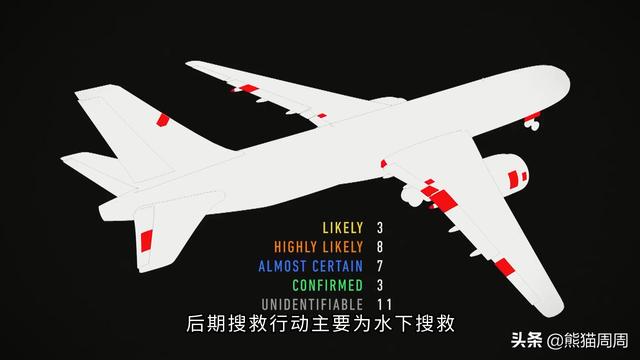 LIKELY 3
HIGHLY LIKELY 8
ALMOST CERTAIN 7
CONFIRMED 3
UNIDENTIFIABLE 11
后期搜救行动主要为水下搜救
头条 @熊猫周周